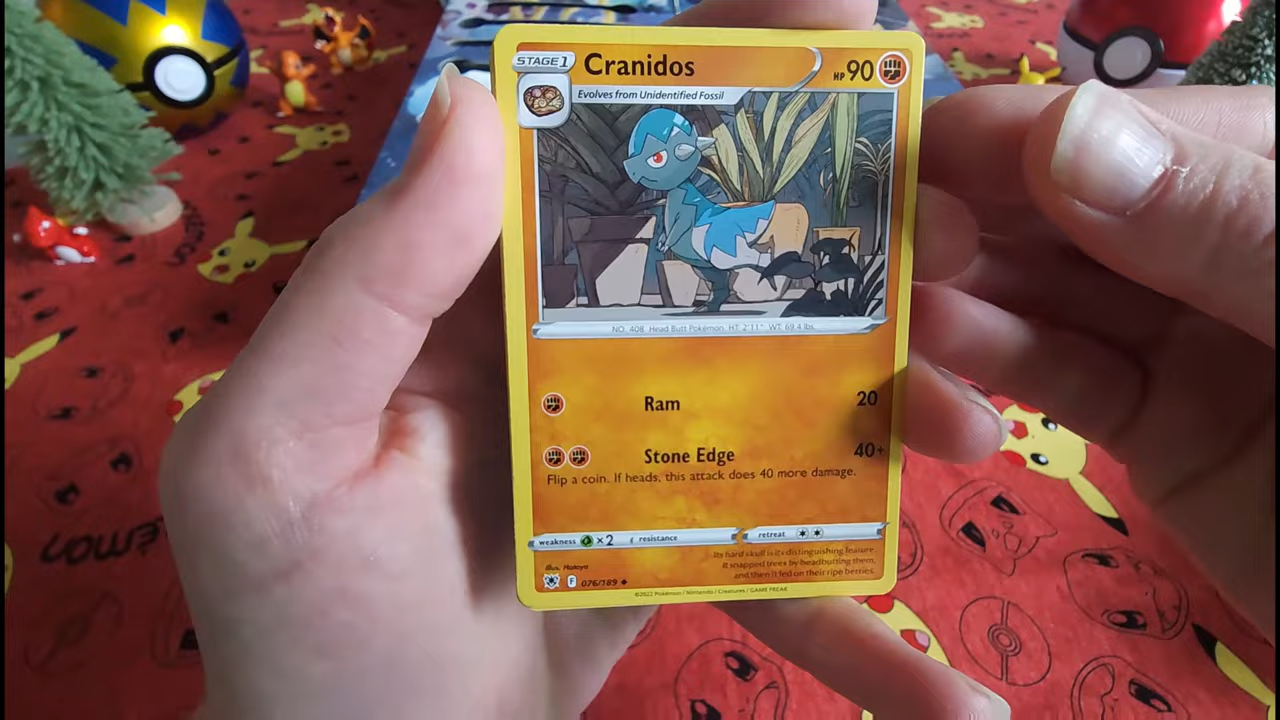 STAGE 1
Cranidos
HP 90
Evolves from Unidentified Fossil
NO. 408 Head Butt Pokémon HT: 2'11" WT: 69.4 lbs.
Ram 20
Stone Edge 40+
Flip a coin. If heads, this attack does 40 more damage.
weakness ×2 resistance retreat
Its hard skull is its distinguishing feature.
It snapped trees by headbutting them,
and then it fed on their ripe berries.
Illus. Hataya
F 076/189
©2022 Pokémon / Nintendo / Creatures / GAME FREAK
Pokémon